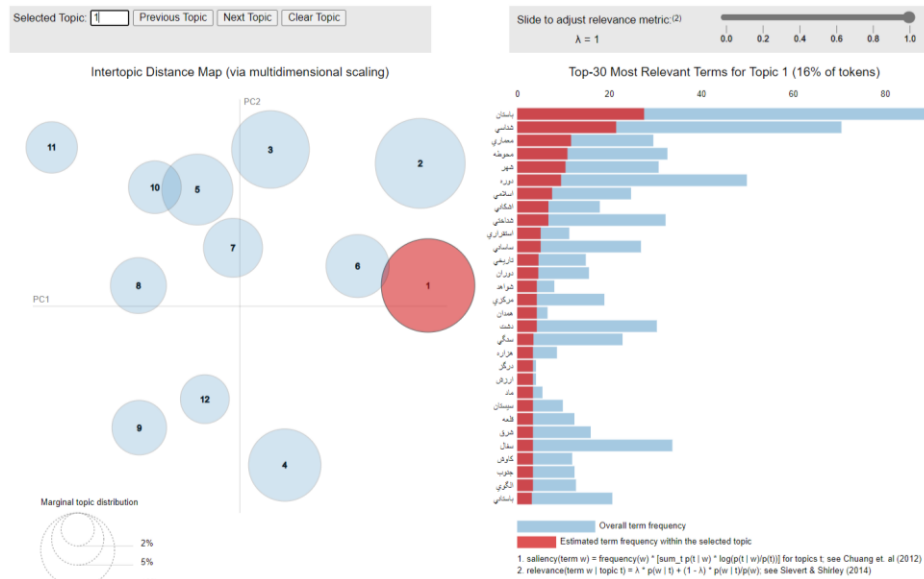 Selected Topic: 1 Previous Topic Next Topic Clear Topic
Slide to adjust relevance metric:(2)
λ = 1
0.0 0.2 0.4 0.6 0.8 1.0
Intertopic Distance Map (via multidimensional scaling)
PC2
PC1
11
3
2
10
5
7
6
1
8
12
9
4
Marginal topic distribution
2%
5%
Top-30 Most Relevant Terms for Topic 1 (16% of tokens)
0 20 40 60 80
باستان
شناسي
معماري
محوطه
شهر
دوره
اسلامي
اشكاني
شناختي
استقراري
ساساني
تاريخي
دوران
شواهد
مركزي
همدان
دشت
سنگي
هزاره
درگز
ارزش
ماد
سيستان
قلعه
شرق
سفال
كاوش
جنوب
الگوي
باستاني
Overall term frequency
Estimated term frequency within the selected topic
1. saliency(term w) = frequency(w) * [sum_t p(t | w) * log(p(t | w)/p(t))] for topics t; see Chuang et. al (2012)
2. relevance(term w | topic t) = λ * p(w | t) + (1 - λ) * p(w | t)/p(w); see Sievert & Shirley (2014)